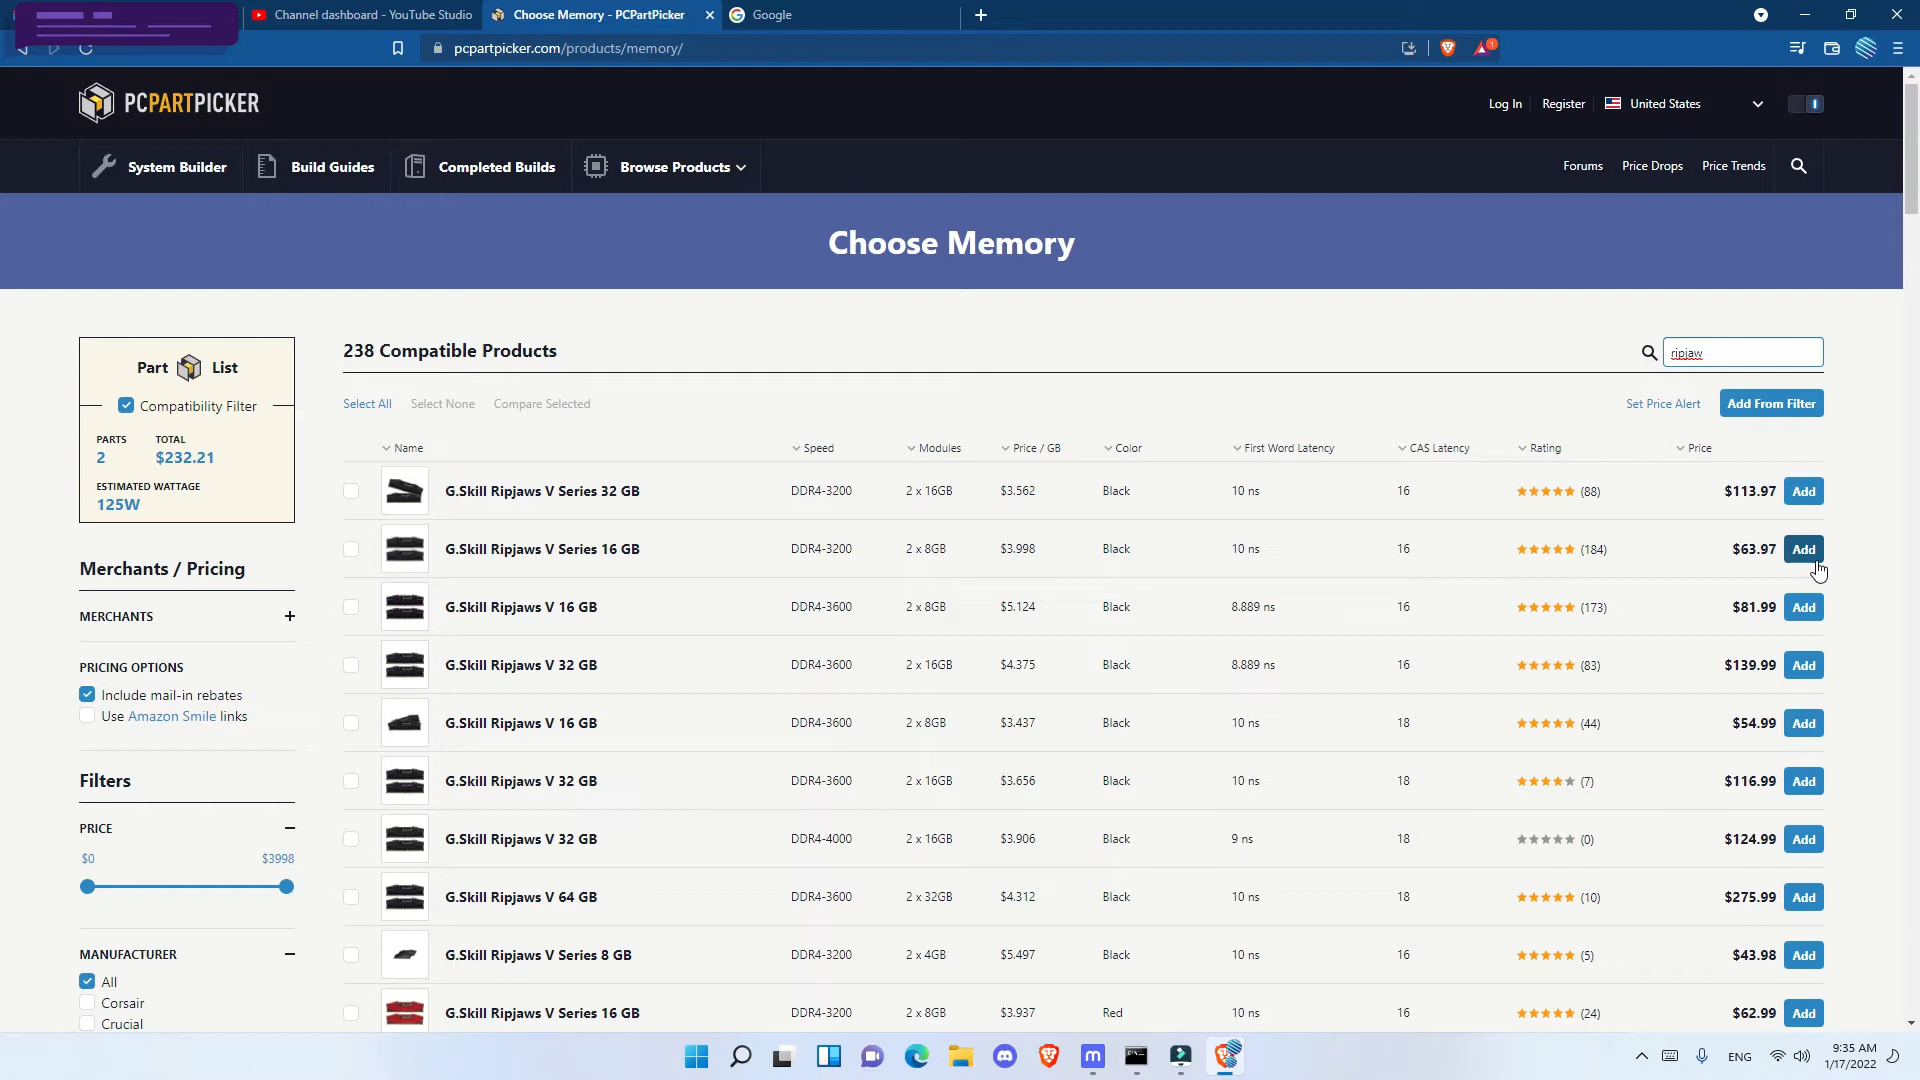 Channel dashboard - YouTube Studio
Choose Memory - PCPartPicker
Google
pcpartpicker.com/products/memory/
1
PCPARTPICKER
Log In
Register
United States
System Builder
Build Guides
Completed Builds
Browse Products
Forums
Price Drops
Price Trends
Choose Memory
Part List
Compatibility Filter
PARTS TOTAL
2 $232.21
ESTIMATED WATTAGE
125W
Merchants / Pricing
MERCHANTS +
PRICING OPTIONS
Include mail-in rebates
Use Amazon Smile links
Filters
PRICE
$0 $3998
MANUFACTURER
All
Corsair
Crucial
238 Compatible Products
ripjaw
Select All Select None Compare Selected
Set Price Alert Add From Filter
Name Speed Modules Price / GB Color First Word Latency CAS Latency Rating Price
G.Skill Ripjaws V Series 32 GB DDR4-3200 2 x 16GB $3.562 Black 10 ns 16 (88) $113.97 Add
G.Skill Ripjaws V Series 16 GB DDR4-3200 2 x 8GB $3.998 Black 10 ns 16 (184) $63.97 Add
G.Skill Ripjaws V 16 GB DDR4-3600 2 x 8GB $5.124 Black 8.889 ns 16 (173) $81.99 Add
G.Skill Ripjaws V 32 GB DDR4-3600 2 x 16GB $4.375 Black 8.889 ns 16 (83) $139.99 Add
G.Skill Ripjaws V 16 GB DDR4-3600 2 x 8GB $3.437 Black 10 ns 18 (44) $54.99 Add
G.Skill Ripjaws V 32 GB DDR4-3600 2 x 16GB $3.656 Black 10 ns 18 (7) $116.99 Add
G.Skill Ripjaws V 32 GB DDR4-4000 2 x 16GB $3.906 Black 9 ns 18 (0) $124.99 Add
G.Skill Ripjaws V 64 GB DDR4-3600 2 x 32GB $4.312 Black 10 ns 18 (10) $275.99 Add
G.Skill Ripjaws V Series 8 GB DDR4-3200 2 x 4GB $5.497 Black 10 ns 16 (5) $43.98 Add
G.Skill Ripjaws V Series 16 GB DDR4-3200 2 x 8GB $3.937 Red 10 ns 16 (24) $62.99 Add
ENG
9:35 AM
1/17/2022